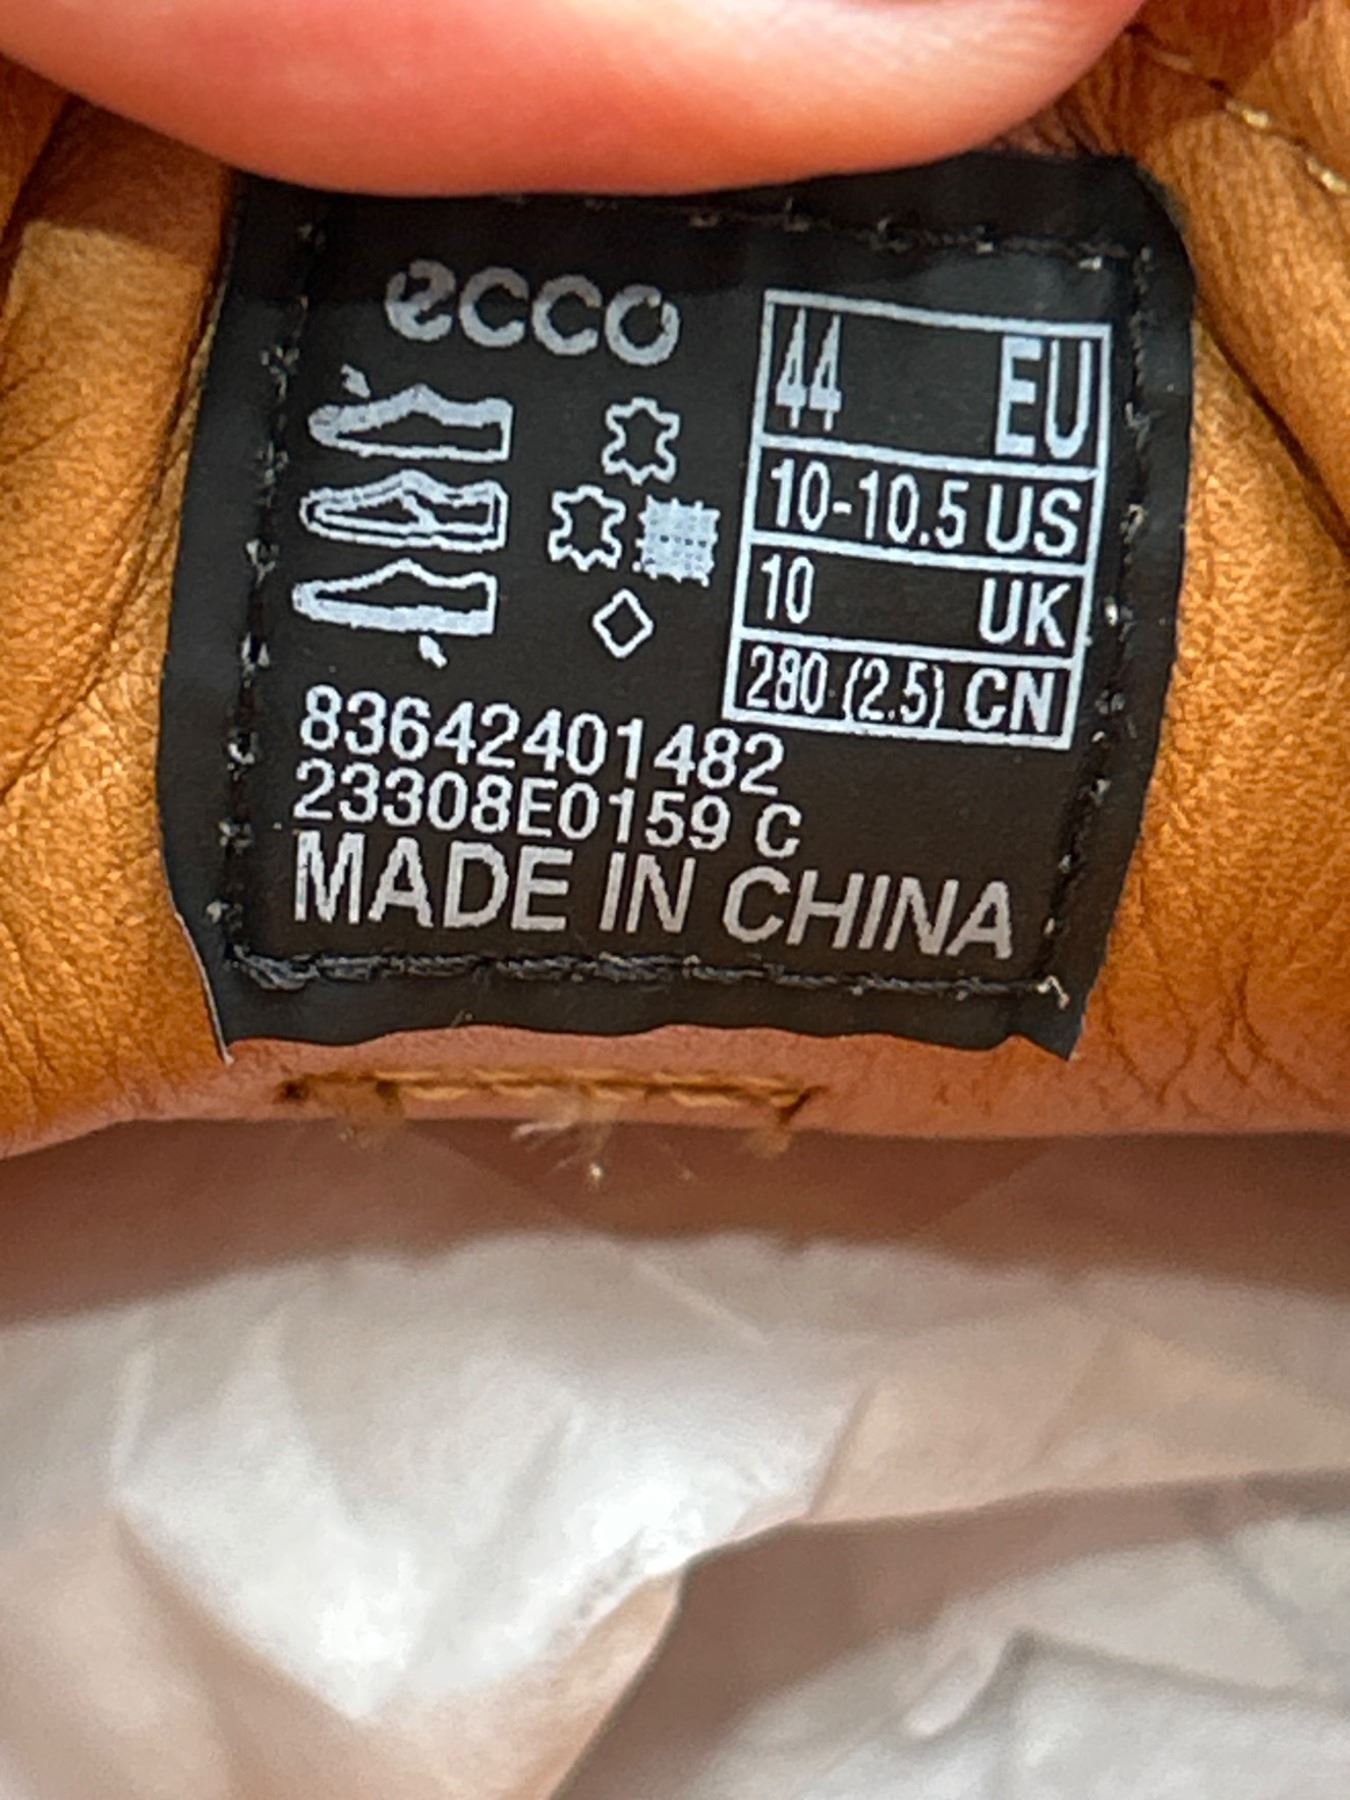 ecco
44 EU
10-10.5 US
10 UK
280 (2.5) CN
83642401482
23308E0159 C
MADE IN CHINA